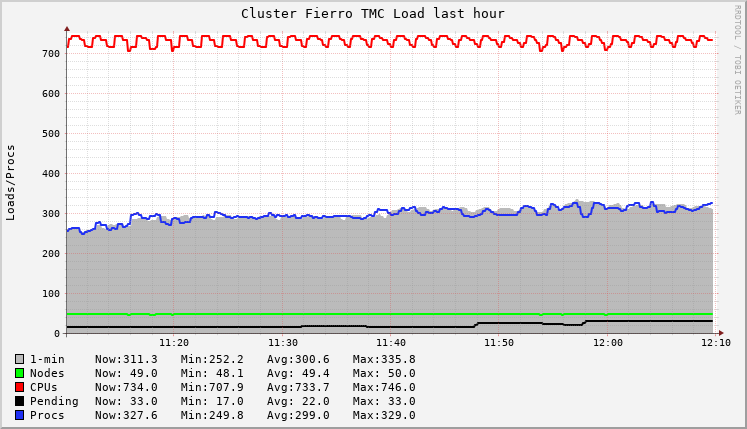 Cluster Fierro TMC Load last hour
RRDTOOL / TOBI OETIKER
Loads/Procs
700
600
500
400
300
200
100
0
11:20 11:30 11:40 11:50 12:00 12:10
1-min Now:311.3 Min:252.2 Avg:300.6 Max:335.8
Nodes Now: 49.0 Min: 48.1 Avg: 49.4 Max: 50.0
CPUs Now:734.0 Min:707.9 Avg:733.7 Max:746.0
Pending Now: 33.0 Min: 17.0 Avg: 22.0 Max: 33.0
Procs Now:327.6 Min:249.8 Avg:299.0 Max:329.0